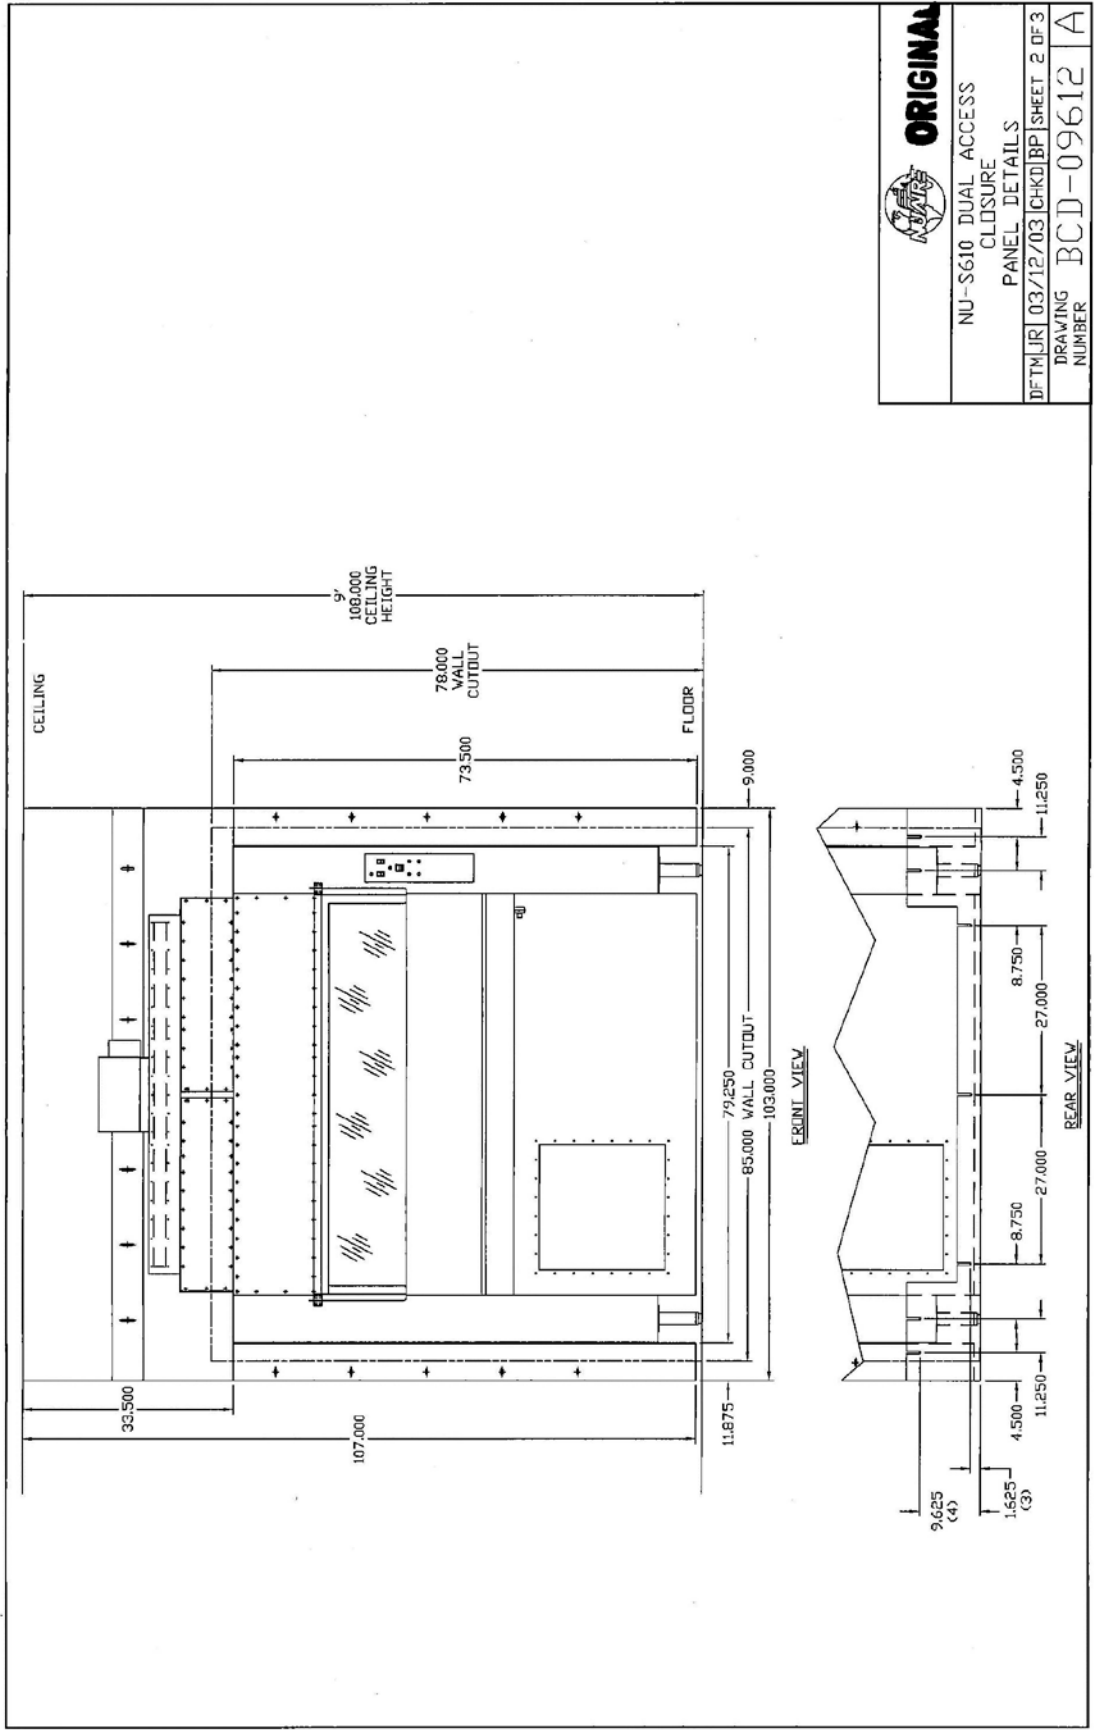 CEILING
9'
108.000
CEILING
HEIGHT
78.000
WALL
CUTOUT
FLOOR
73.500
9.000
33.500
107.000
11.875
79.250
85.000 WALL CUTOUT
103.000
FRONT VIEW
4.500
11.250
8.750
27.000
27.000
8.750
11.250
4.500
9.625
(4)
1.625
(3)
REAR VIEW
NUAIRE
ORIGINAL
NU-S610 DUAL ACCESS
CLOSURE
PANEL DETAILS
DFTM JR 03/12/03 CHKD BP SHEET 2 OF 3
DRAWING
NUMBER
BCD-09612 A